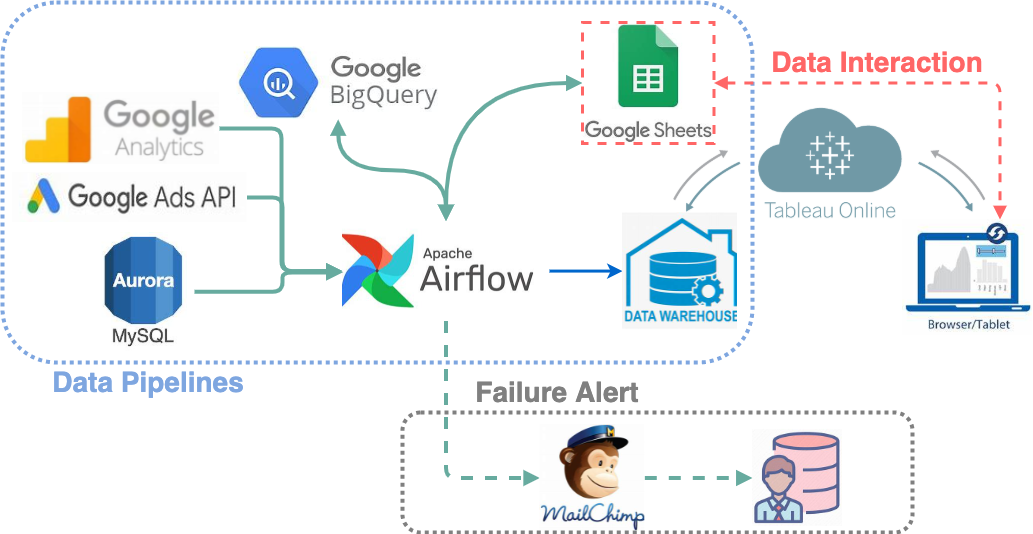 Google
BigQuery
Google Sheets
Data Interaction
Google
Analytics
Google Ads API
Tableau Online
Aurora
MySQL
Apache
Airflow
DATA WAREHOUSE
Browser/Tablet
Data Pipelines
Failure Alert
M
MailChimp